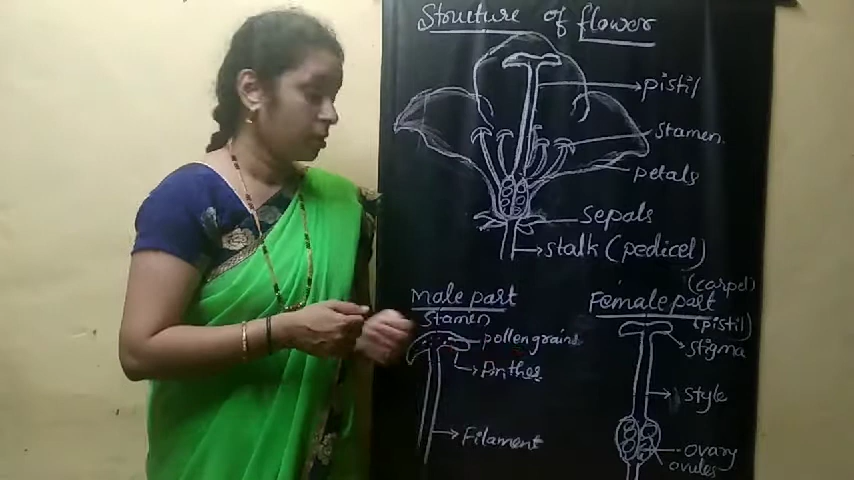 Structure of flower
pistil
stamen
petals
sepals
stalk (pedicel)
male part
stamen
pollengrains
Anther
Filament
(carpel)
Female part
(pistil)
stigma
style
ovary
ovules